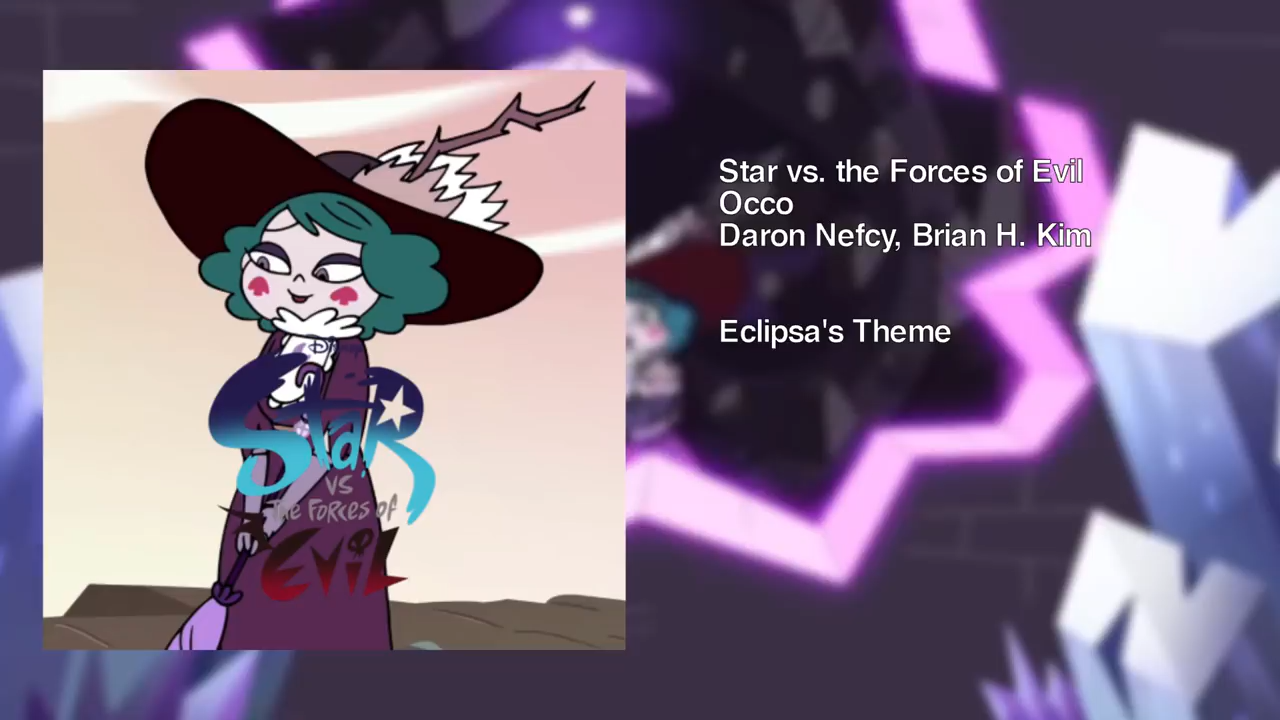 Star
vs
The Forces of
Evil
Star vs. the Forces of Evil
Occo
Daron Nefcy, Brian H. Kim
Eclipsa's Theme